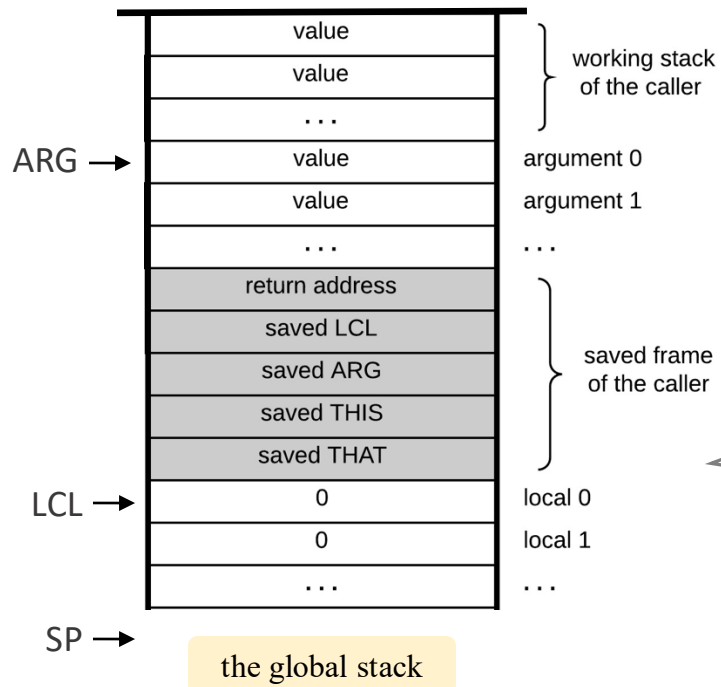 value
value
...
working stack
of the caller
ARG
value
argument 0
value
argument 1
...
...
return address
saved LCL
saved ARG
saved THIS
saved THAT
saved frame
of the caller
LCL
0
local 0
0
local 1
...
...
SP
the global stack